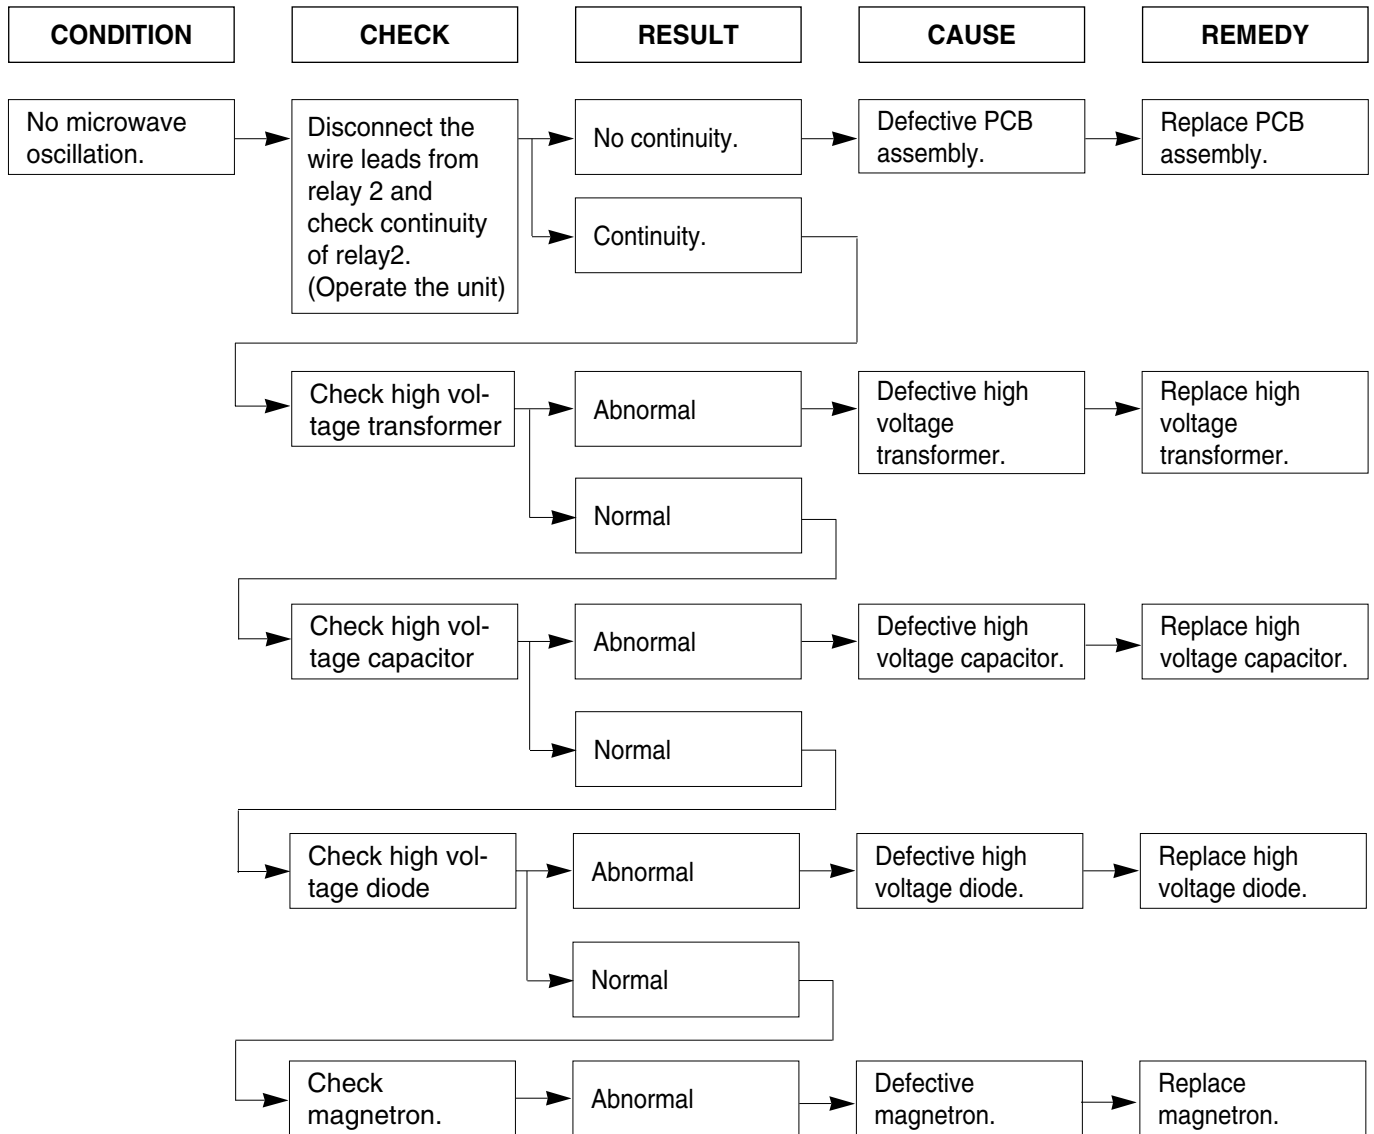 CONDITION
CHECK
RESULT
CAUSE
REMEDY
No microwave
oscillation.
Disconnect the
wire leads from
relay 2 and
check continuity
of relay2.
(Operate the unit)
No continuity.
Defective PCB
assembly.
Replace PCB
assembly.
Continuity.
Check high vol-
tage transformer
Abnormal
Defective high
voltage
transformer.
Replace high
voltage
transformer.
Normal
Check high vol-
tage capacitor
Abnormal
Defective high
voltage capacitor.
Replace high
voltage capacitor.
Normal
Check high vol-
tage diode
Abnormal
Defective high
voltage diode.
Replace high
voltage diode.
Normal
Check
magnetron.
Abnormal
Defective
magnetron.
Replace
magnetron.